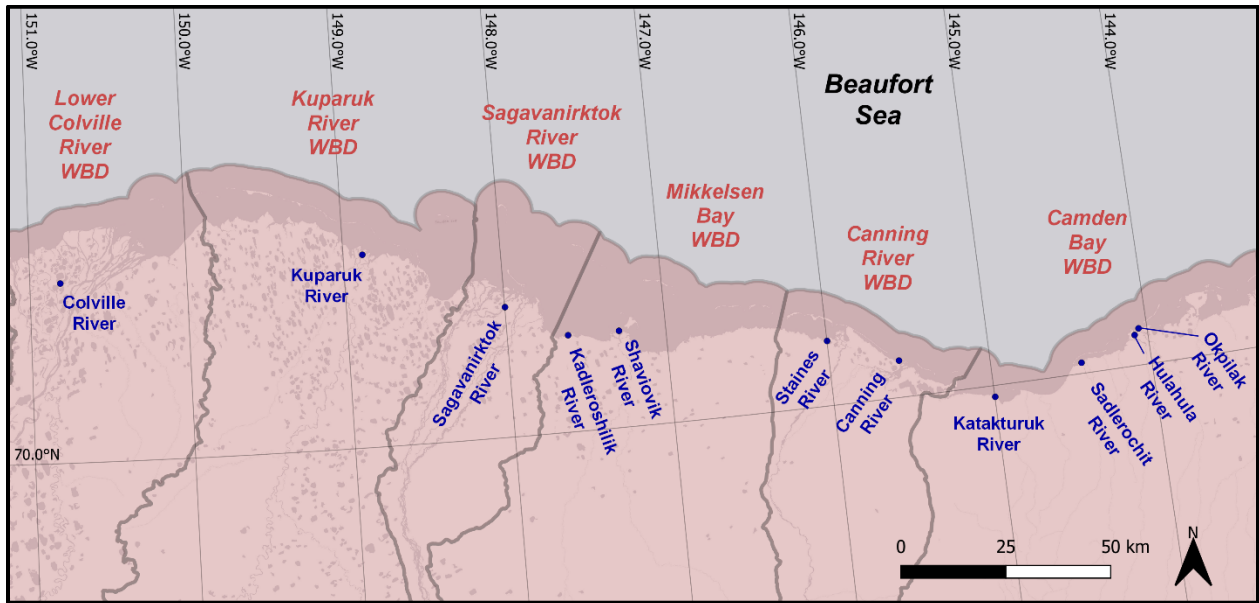 151.0°W
150.0°W
149.0°W
148.0°W
147.0°W
146.0°W
145.0°W
144.0°W
Beaufort
Sea
Lower
Colville
River
WBD
Kuparuk
River
WBD
Sagavanirktok
River
WBD
Mikkelsen
Bay
WBD
Canning
River
WBD
Camden
Bay
WBD
Colville
River
Kuparuk
River
Sagavanirktok
River
Kadleroshilik
River
Shaviovik
River
Staines
River
Canning
River
Katakturuk
River
Sadlerochit
River
Hulahula
River
Okpilak
River
70.0°N
0 25 50 km
N